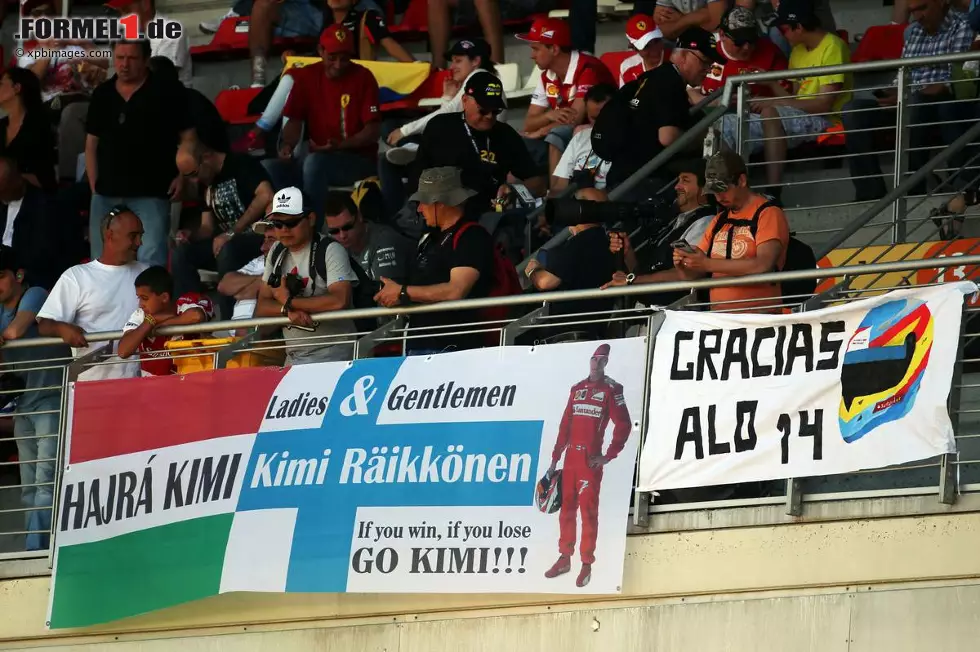 FORMEL1.de
© xpbimages.com
HAJRÁ KIMI
Ladies & Gentlemen
Kimi Räikkönen
If you win, if you lose
GO KIMI!!!
Santander
GRACIAS
ALO 14